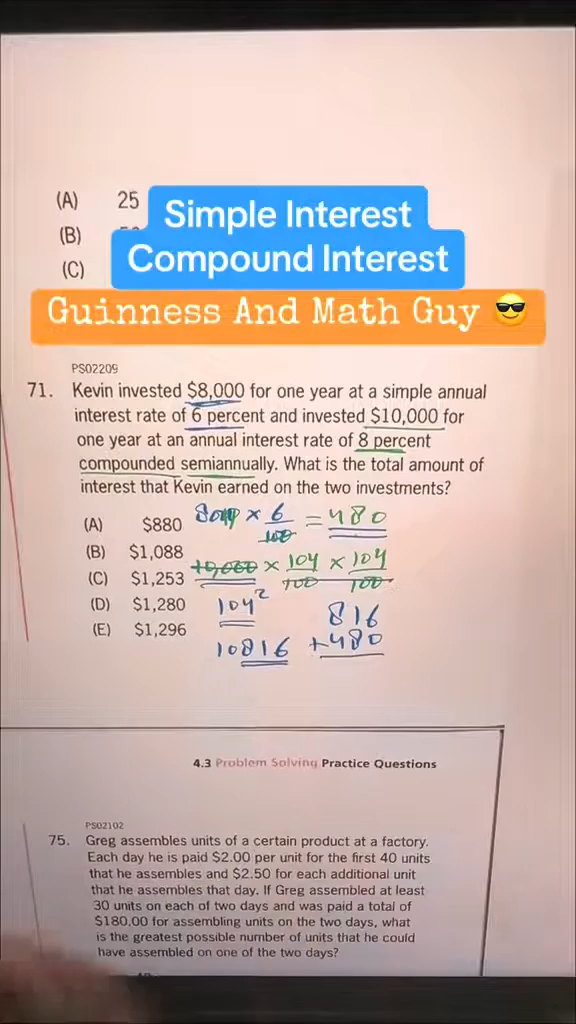 (A) 25
(B)
(C)
Simple Interest
Compound Interest
Guinness And Math Guy 😎
PS02209
71. Kevin invested $8,000 for one year at a simple annual
interest rate of 6 percent and invested $10,000 for
one year at an annual interest rate of 8 percent
compounded semiannually. What is the total amount of
interest that Kevin earned on the two investments?
(A) $880
(B) $1,088
(C) $1,253
(D) $1,280
(E) $1,296
8000 × 6/100 = 480
10,000 × 104/100 × 104/100
104²
10816
816
+480
4.3 Problem Solving Practice Questions
PS02102
75. Greg assembles units of a certain product at a factory.
Each day he is paid $2.00 per unit for the first 40 units
that he assembles and $2.50 for each additional unit
that he assembles that day. If Greg assembled at least
30 units on each of two days and was paid a total of
$180.00 for assembling units on the two days, what
is the greatest possible number of units that he could
have assembled on one of the two days?